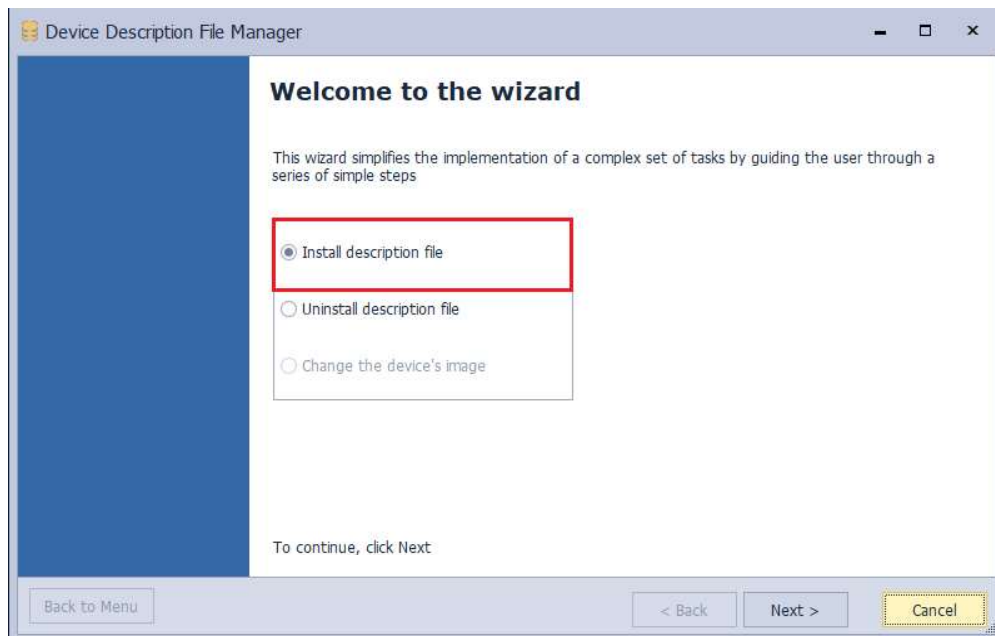 Device Description File Manager
Welcome to the wizard
This wizard simplifies the implementation of a complex set of tasks by guiding the user through a
series of simple steps
Install description file
Uninstall description file
Change the device's image
To continue, click Next
Back to Menu
< Back
Next >
Cancel